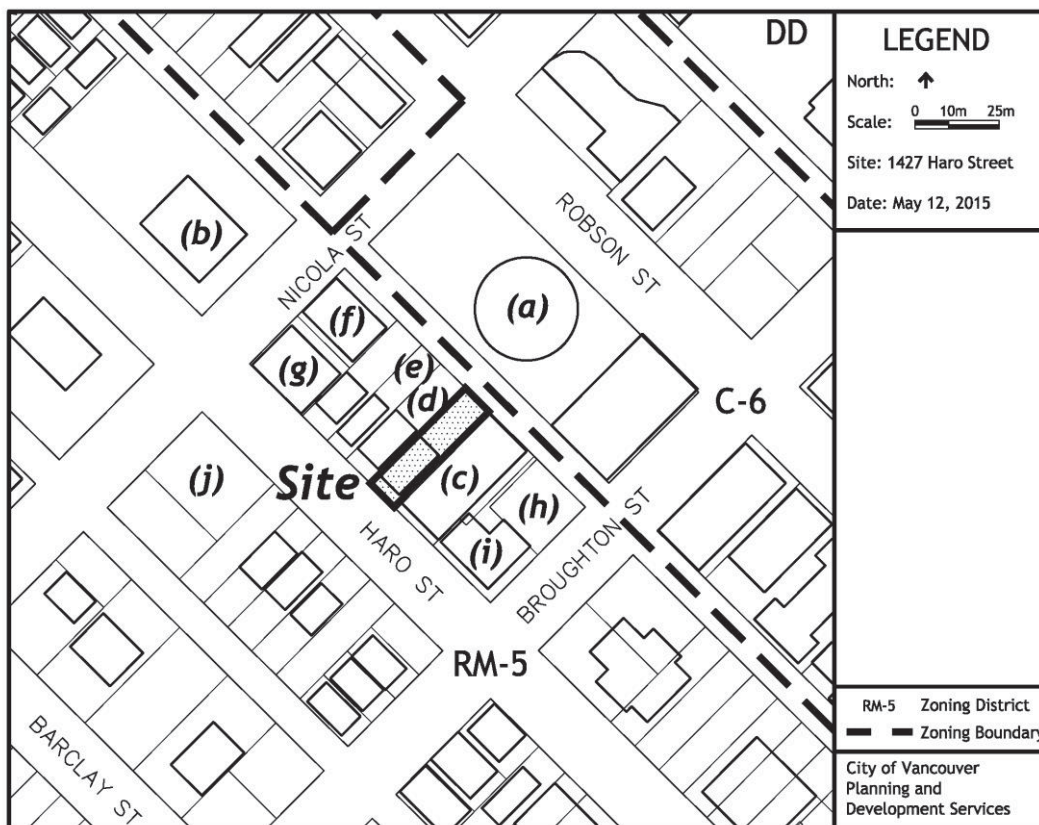 DD
(b)
NICOLA ST
ROBSON ST
(a)
(f)
(g)
(e)
(d)
C-6
Site
(c)
(j)
(h)
(i)
HARO ST
BROUGHTON ST
RM-5
BARCLAY ST
LEGEND
North: ↑
Scale: 0 10m 25m
Site: 1427 Haro Street
Date: May 12, 2015
RM-5 Zoning District
Zoning Boundary
City of Vancouver
Planning and
Development Services